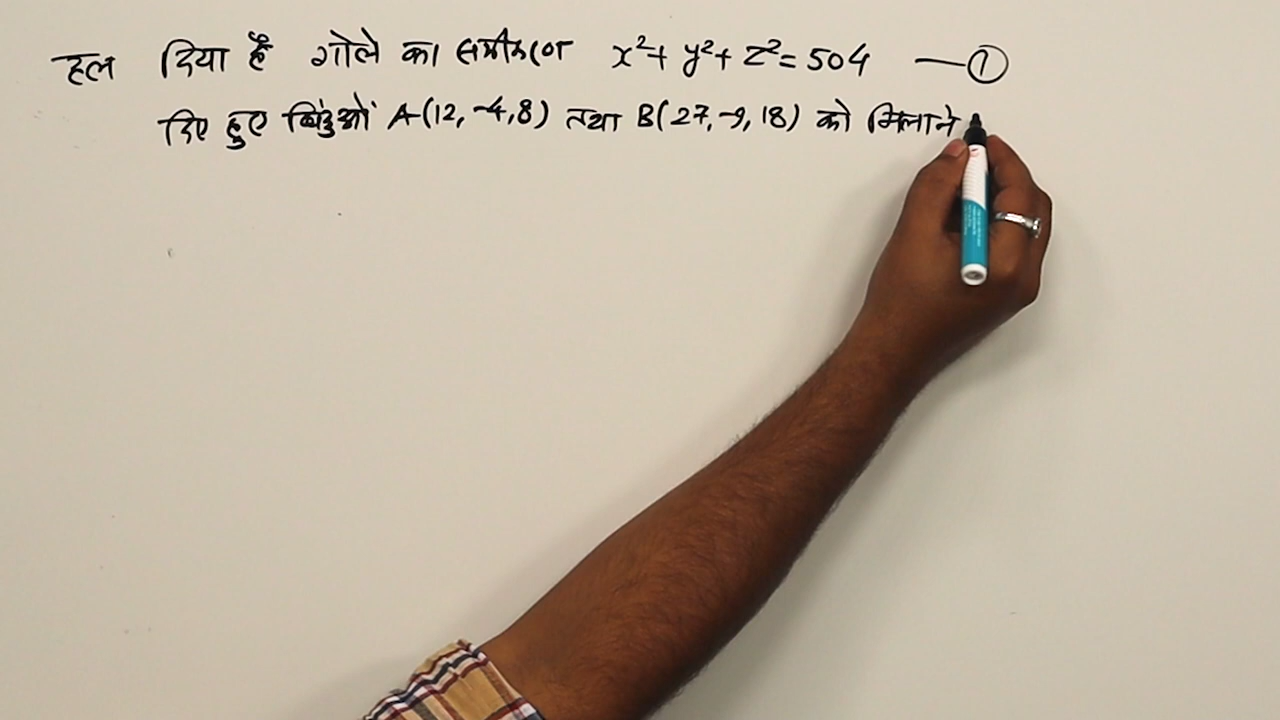 हल दिया है गोले का समीकरण x²+ y²+ z²= 504 —①
दिए हुए बिंदुओं A(12,-4,8) तथा B(27,-9,18) को मिलाने